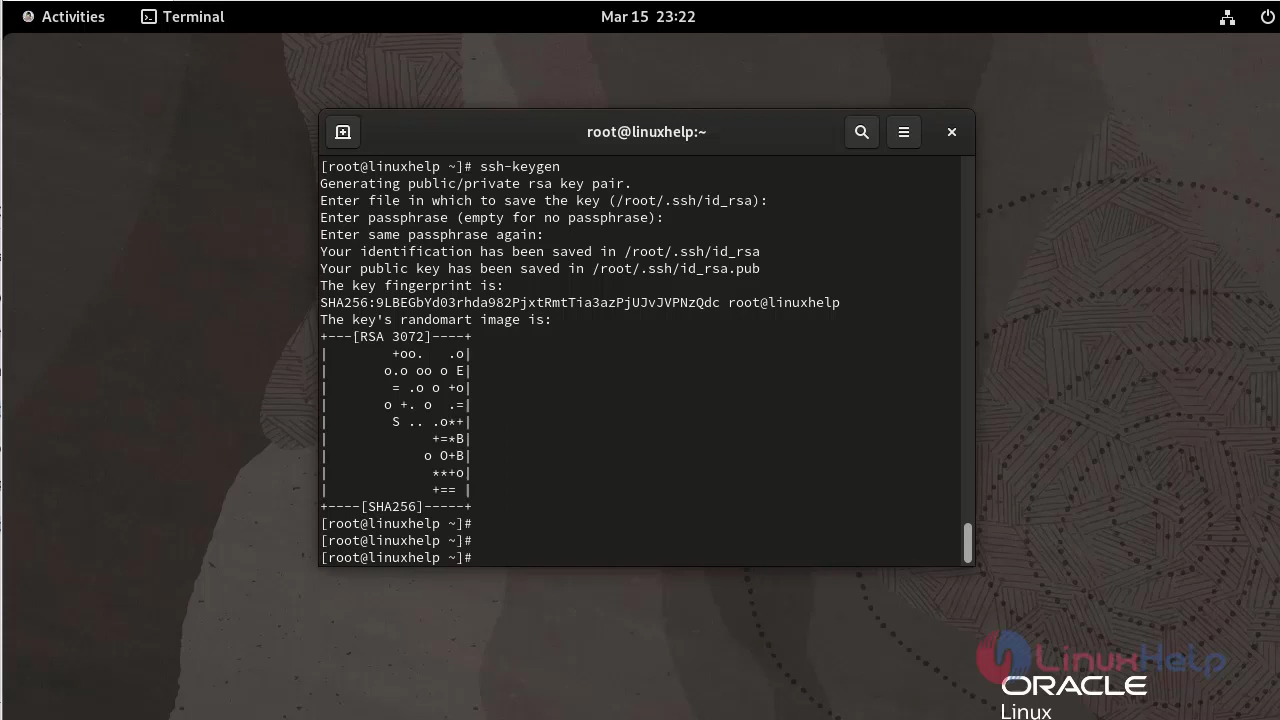 Activities Terminal Mar 15 23:22
root@linuxhelp:~
[root@linuxhelp ~]# ssh-keygen
Generating public/private rsa key pair.
Enter file in which to save the key (/root/.ssh/id_rsa):
Enter passphrase (empty for no passphrase):
Enter same passphrase again:
Your identification has been saved in /root/.ssh/id_rsa
Your public key has been saved in /root/.ssh/id_rsa.pub
The key fingerprint is:
SHA256:9LBEGbYd03rhda982PjxtRmtTia3azPjUJvJVPNzQdc root@linuxhelp
The key's randomart image is:
+---[RSA 3072]----+
|        +oo.   .o|
|       o.o oo o E|
|        = .o o +o|
|       o +. o  .=|
|        S .. .o*+|
|             +=*B|
|            o O+B|
|             **+o|
|             +== |
+----[SHA256]-----+
[root@linuxhelp ~]#
[root@linuxhelp ~]#
[root@linuxhelp ~]#
LinuxHelp
ORACLE
Linux